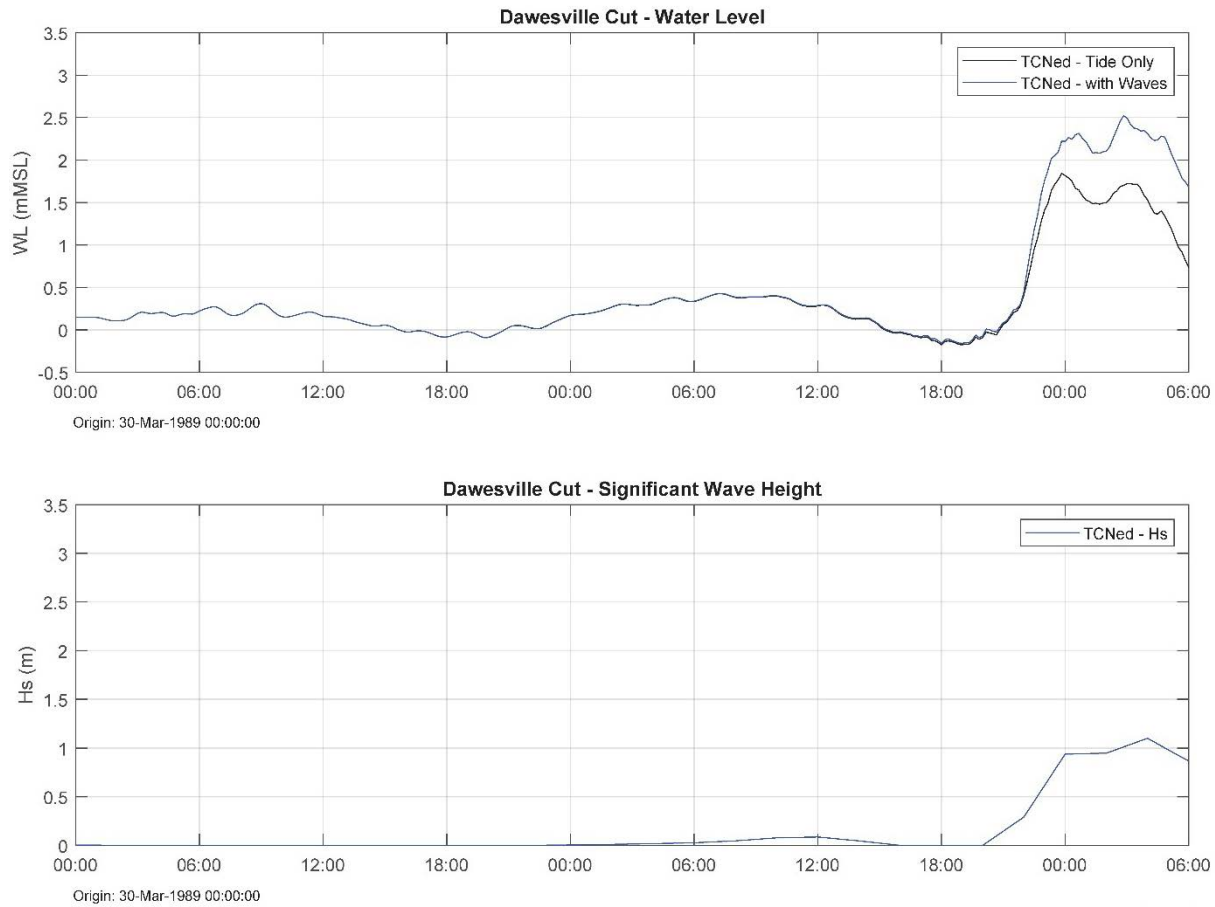 Dawesville Cut - Water Level
3.5
3
2.5
2
1.5
1
0.5
0
-0.5
WL (mMSL)
TCNed - Tide Only
TCNed - with Waves
00:00 06:00 12:00 18:00 00:00 06:00 12:00 18:00 00:00 06:00
Origin: 30-Mar-1989 00:00:00
Dawesville Cut - Significant Wave Height
3.5
3
2.5
2
1.5
1
0.5
0
Hs (m)
TCNed - Hs
00:00 06:00 12:00 18:00 00:00 06:00 12:00 18:00 00:00 06:00
Origin: 30-Mar-1989 00:00:00